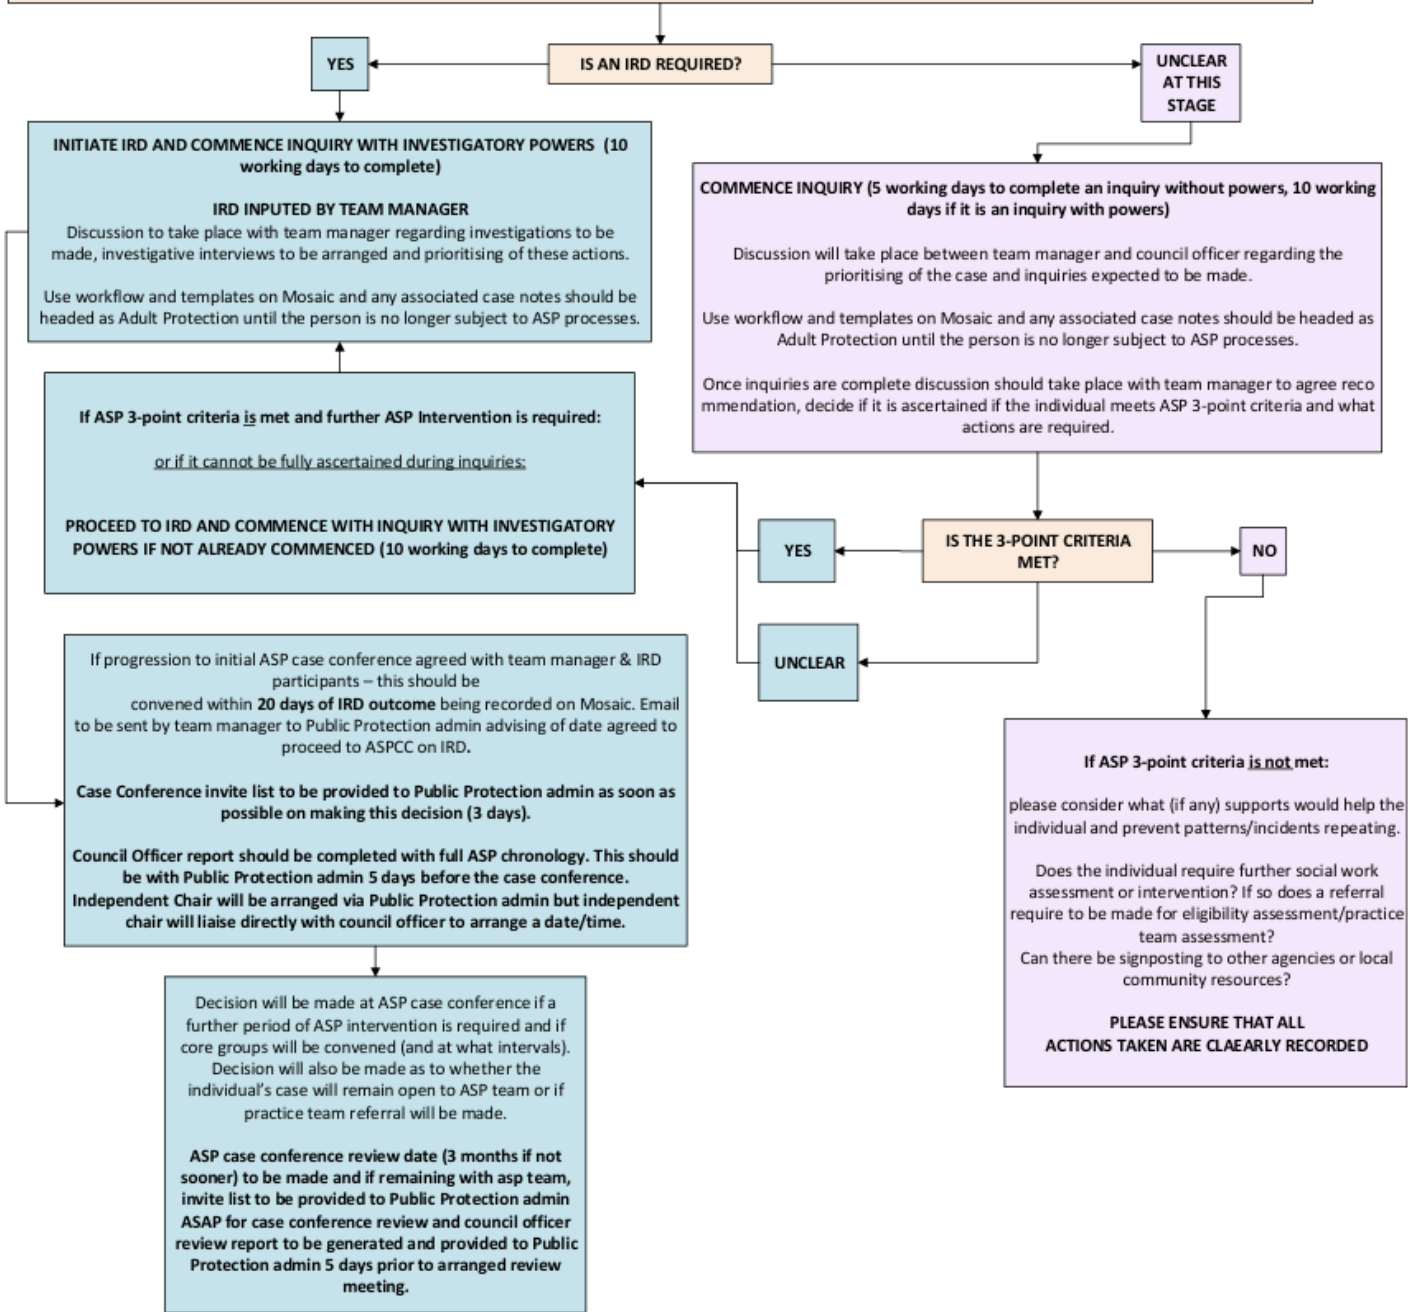 IS AN IRD REQUIRED?
YES
UNCLEAR
AT THIS
STAGE
INITIATE IRD AND COMMENCE INQUIRY WITH INVESTIGATORY POWERS (10
working days to complete)
IRD INPUTED BY TEAM MANAGER
Discussion to take place with team manager regarding investigations to be
made, investigative interviews to be arranged and prioritising of these actions.
Use workflow and templates on Mosaic and any associated case notes should be
headed as Adult Protection until the person is no longer subject to ASP processes.
COMMENCE INQUIRY (5 working days to complete an inquiry without powers, 10 working
days if it is an inquiry with powers)
Discussion will take place between team manager and council officer regarding the
prioritising of the case and inquiries expected to be made.
Use workflow and templates on Mosaic and any associated case notes should be headed as
Adult Protection until the person is no longer subject to ASP processes.
Once inquiries are complete discussion should take place with team manager to agree reco
mmendation, decide if it is ascertained if the individual meets ASP 3-point criteria and what
actions are required.
If ASP 3-point criteria is met and further ASP Intervention is required:
or if it cannot be fully ascertained during inquiries:
PROCEED TO IRD AND COMMENCE WITH INQUIRY WITH INVESTIGATORY
POWERS IF NOT ALREADY COMMENCED (10 working days to complete)
IS THE 3-POINT CRITERIA
MET?
YES
NO
UNCLEAR
If progression to initial ASP case conference agreed with team manager & IRD
participants – this should be
convened within 20 days of IRD outcome being recorded on Mosaic. Email
to be sent by team manager to Public Protection admin advising of date agreed to
proceed to ASPCC on IRD.
Case Conference invite list to be provided to Public Protection admin as soon as
possible on making this decision (3 days).
Council Officer report should be completed with full ASP chronology. This should
be with Public Protection admin 5 days before the case conference.
Independent Chair will be arranged via Public Protection admin but independent
chair will liaise directly with council officer to arrange a date/time.
If ASP 3-point criteria is not met:
please consider what (if any) supports would help the
individual and prevent patterns/incidents repeating.
Does the individual require further social work
assessment or intervention? If so does a referral
require to be made for eligibility assessment/practice
team assessment?
Can there be signposting to other agencies or local
community resources?
PLEASE ENSURE THAT ALL
ACTIONS TAKEN ARE CLAEARLY RECORDED
Decision will be made at ASP case conference if a
further period of ASP intervention is required and if
core groups will be convened (and at what intervals).
Decision will also be made as to whether the
individual's case will remain open to ASP team or if
practice team referral will be made.
ASP case conference review date (3 months if not
sooner) to be made and if remaining with asp team,
invite list to be provided to Public Protection admin
ASAP for case conference review and council officer
review report to be generated and provided to Public
Protection admin 5 days prior to arranged review
meeting.